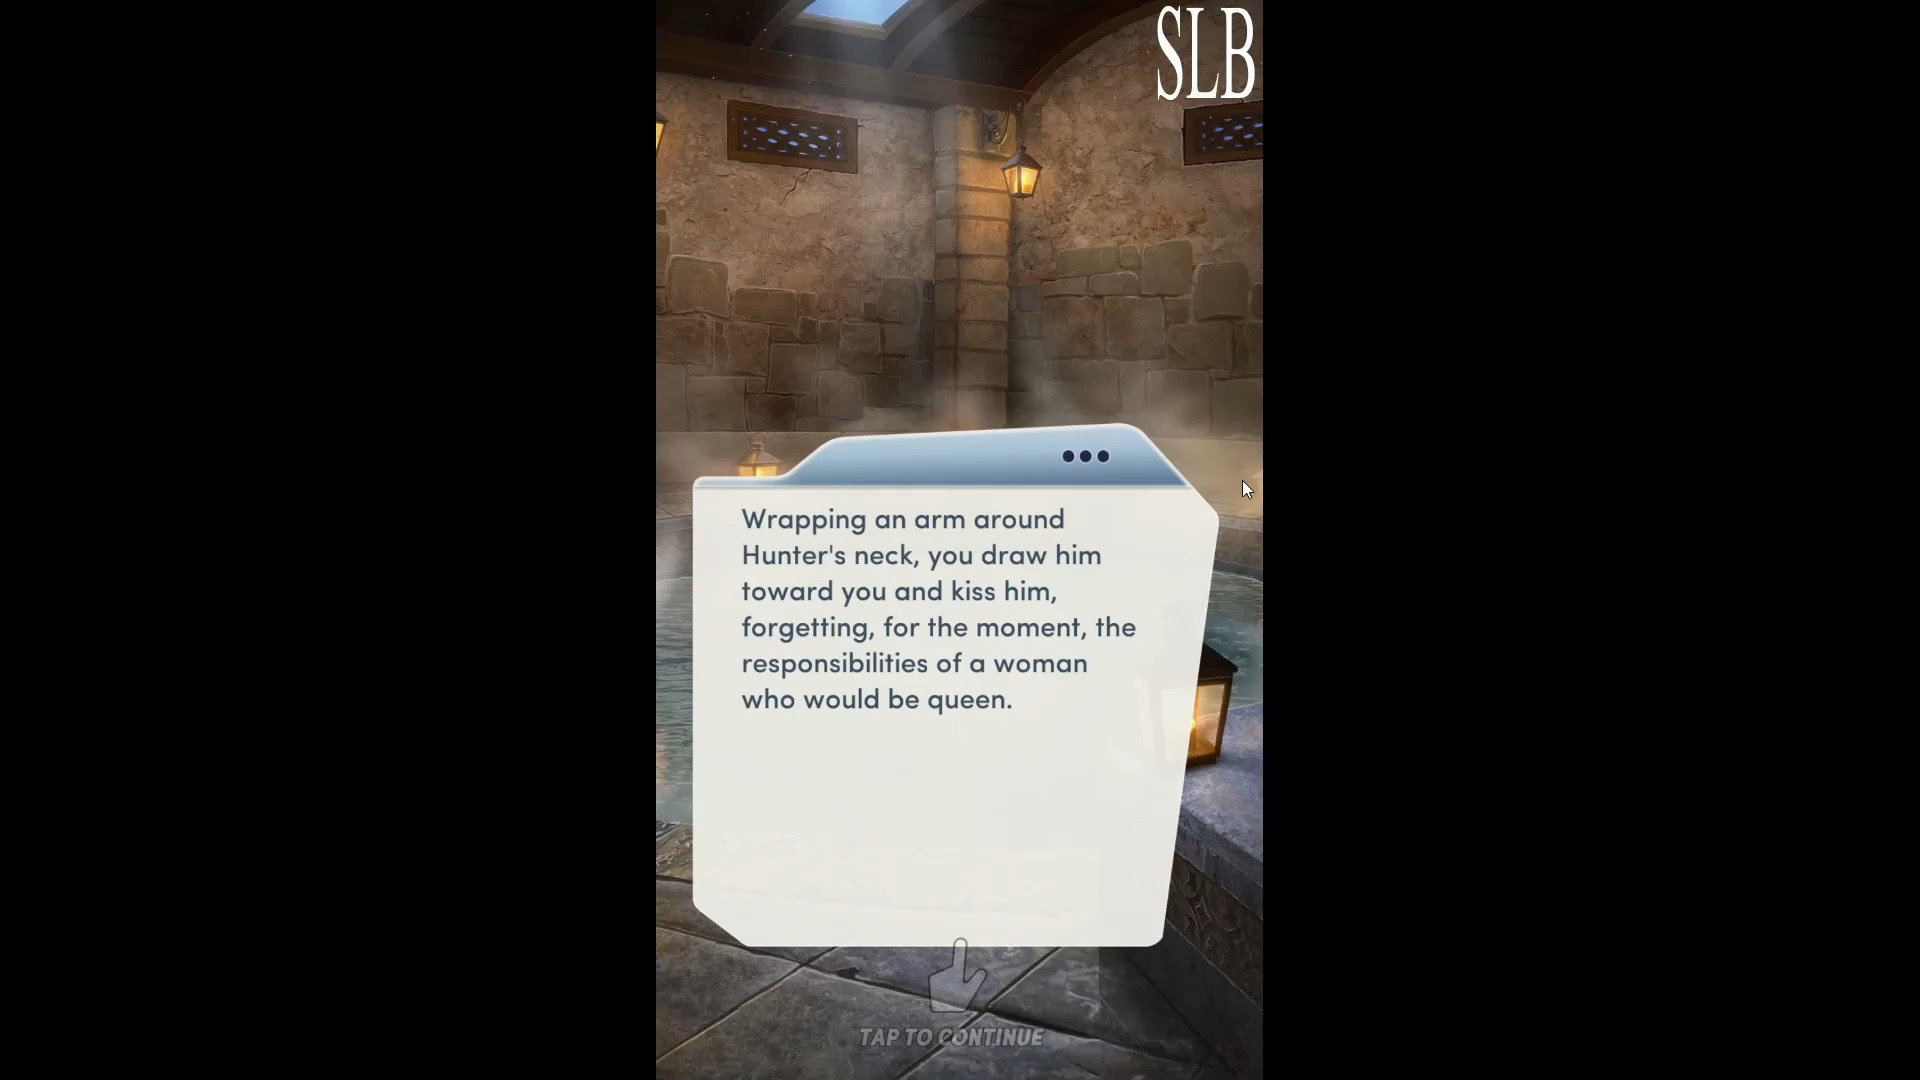 SLB
Wrapping an arm around
Hunter's neck, you draw him
toward you and kiss him,
forgetting, for the moment, the
responsibilities of a woman
who would be queen.
TAP TO CONTINUE